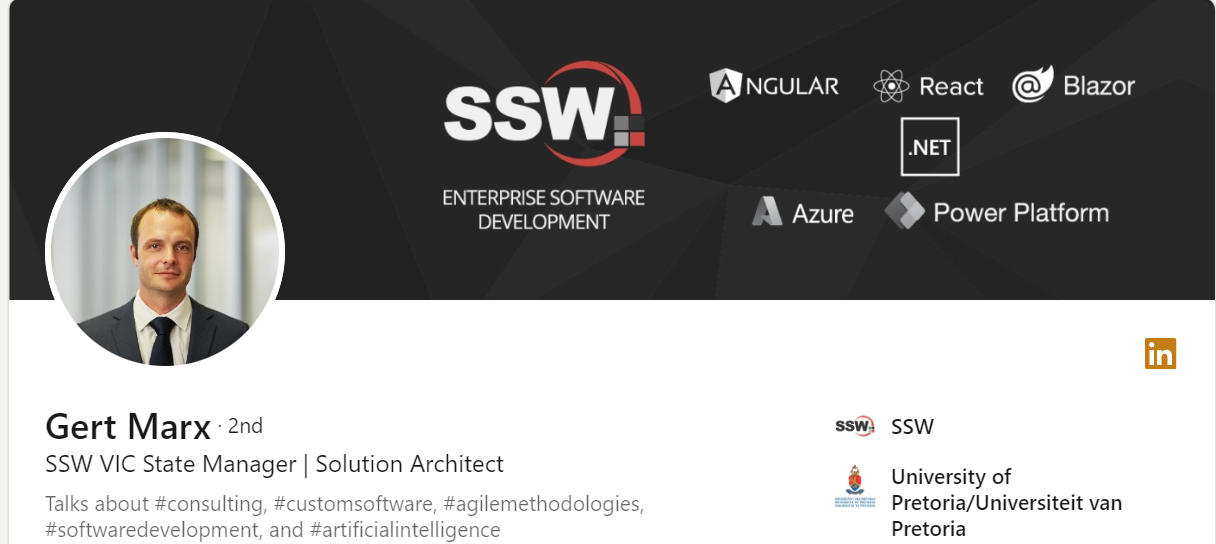 SSW
ENTERPRISE SOFTWARE
DEVELOPMENT
ANGULAR
React
Blazor
.NET
Azure
Power Platform
in
Gert Marx · 2nd
SSW VIC State Manager | Solution Architect
Talks about #consulting, #customsoftware, #agilemethodologies,
#softwaredevelopment, and #artificialintelligence
SSW
SSW
University of
Pretoria/Universiteit van
Pretoria